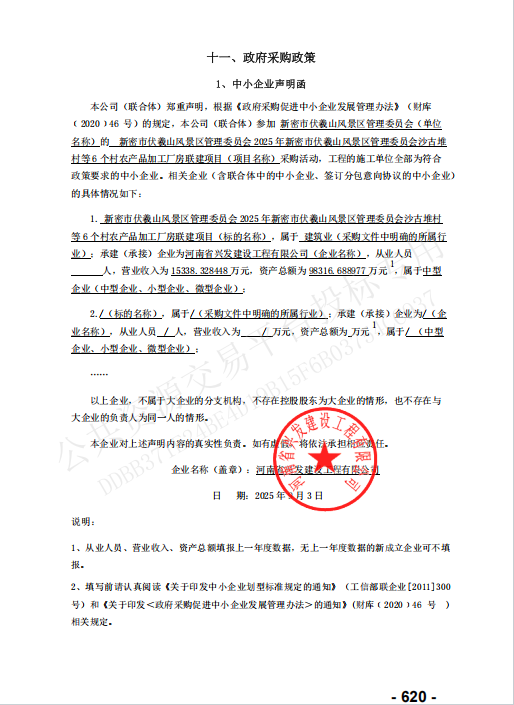 十一、政府采购政策
1、中小企业声明函
本公司（联合体）郑重声明，根据《政府采购促进中小企业发展管理办法》（财库
﹝2020﹞46 号）的规定，本公司（联合体）参加 新密市伏羲山风景区管理委员会（单位
名称）的 新密市伏羲山风景区管理委员会 2025 年新密市伏羲山风景区管理委员会沙古堆
村等 6 个村农产品加工厂房联建项目（项目名称）采购活动，工程的施工单位全部为符合
政策要求的中小企业。相关企业（含联合体中的中小企业、签订分包意向协议的中小企业）
的具体情况如下：
1. 新密市伏羲山风景区管理委员会 2025 年新密市伏羲山风景区管理委员会沙古堆村
等 6 个村农产品加工厂房联建项目（标的名称），属于 建筑业（采购文件中明确的所属行
业）；承建（承接）企业为河南省兴发建设工程有限公司（企业名称），从业人员
______人，营业收入为 15338.328448 万元，资产总额为 98316.688977 万元 1，属于中型
企业（中型企业、小型企业、微型企业）；
2./（标的名称），属于/（采购文件中明确的所属行业）；承建（承接）企业为/（企
业名称），从业人员 / 人，营业收入为 / 万元，资产总额为 万元 1，属于/ （中型
企业、小型企业、微型企业）；
……
以上企业，不属于大企业的分支机构，不存在控股股东为大企业的情形，也不存在与
大企业的负责人为同一人的情形。
本企业对上述声明内容的真实性负责。如有虚假，将依法承担相应责任。
企业名称（盖章）：河南省兴发建设工程有限公司
日 期：2025 年 月 3 日
河南省兴发建设工程有限公司
说明：
1、从业人员、营业收入、资产总额填报上一年度数据，无上一年度数据的新成立企业可不填
报。
2、填写前请认真阅读《关于印发中小企业划型标准规定的通知》（工信部联企业[2011]300
号）和《关于印发＜政府采购促进中小企业发展管理办法＞的通知》(财库﹝2020﹞46 号 )
相关规定。
- 620 -